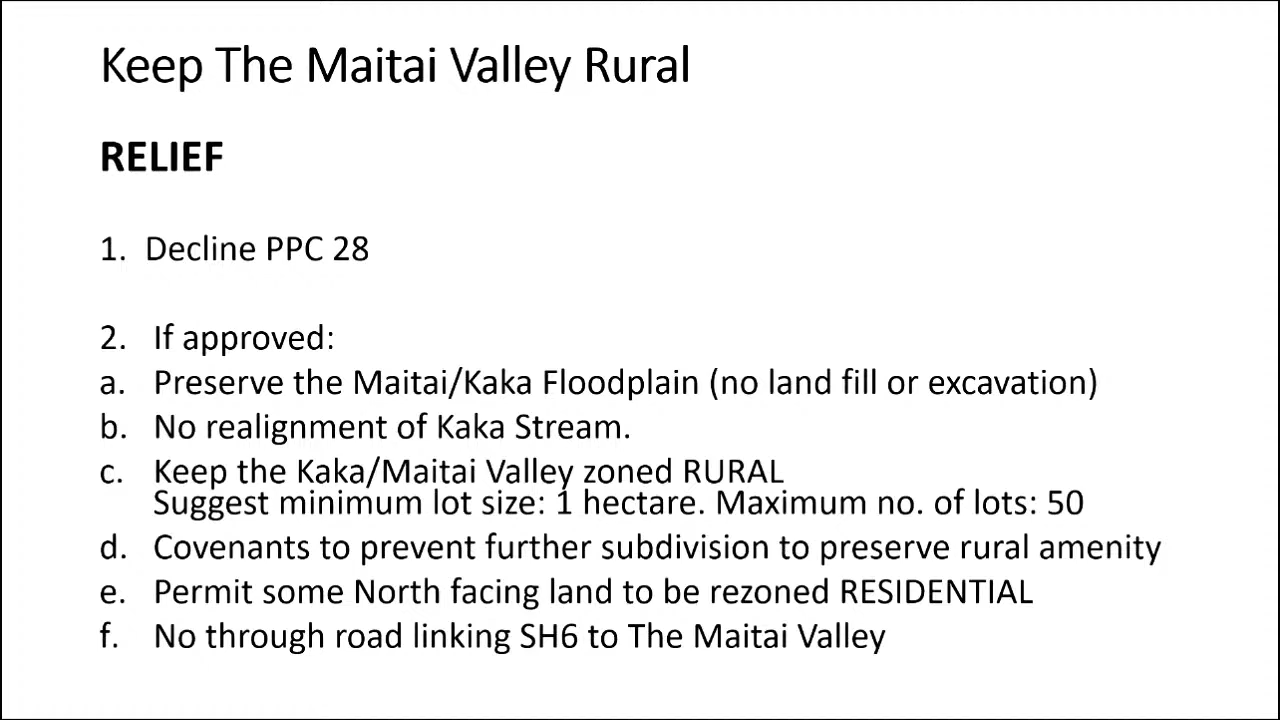 Keep The Maitai Valley Rural
RELIEF
1. Decline PPC 28
2. If approved:
a. Preserve the Maitai/Kaka Floodplain (no land fill or excavation)
b. No realignment of Kaka Stream.
c. Keep the Kaka/Maitai Valley zoned RURAL
Suggest minimum lot size: 1 hectare. Maximum no. of lots: 50
d. Covenants to prevent further subdivision to preserve rural amenity
e. Permit some North facing land to be rezoned RESIDENTIAL
f. No through road linking SH6 to The Maitai Valley